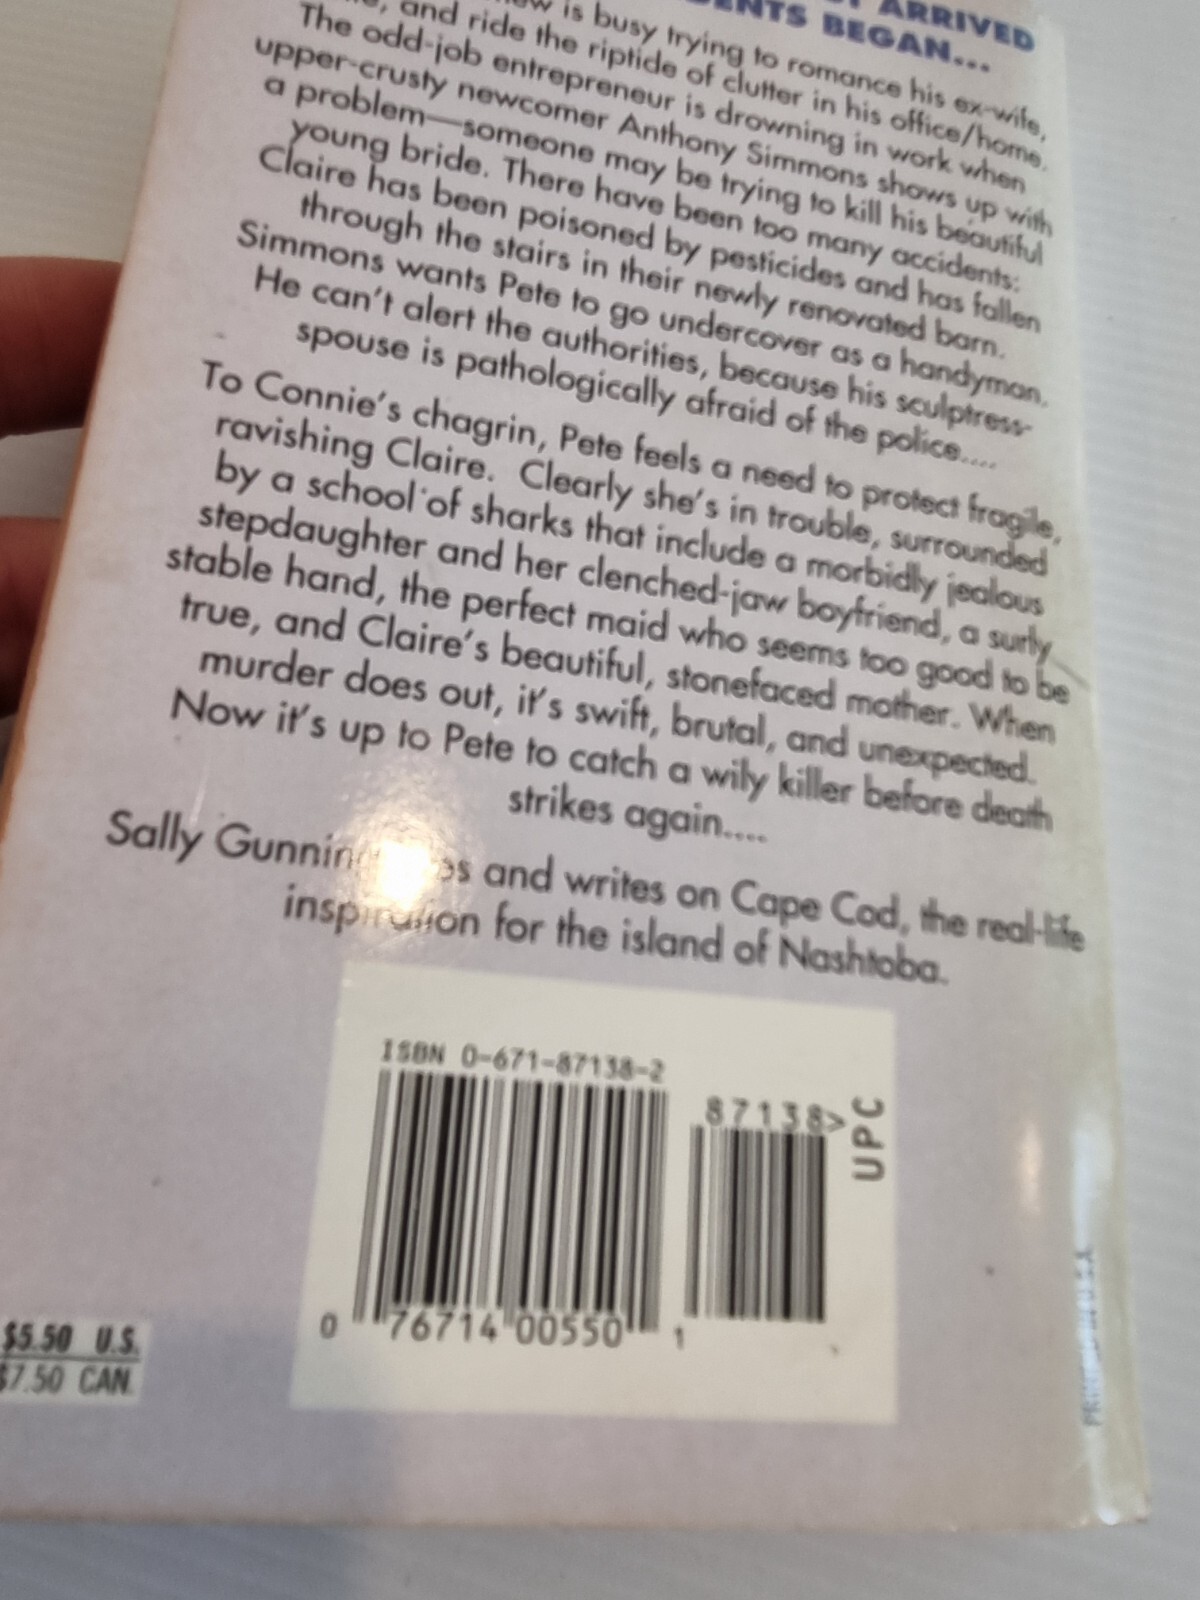 ARRIVED
DENTS BEGAN...
is busy trying to romance his ex-wife,
and ride the riptide of clutter in his office/home.
The odd-job entrepreneur is drowning in work when
upper-crusty newcomer Anthony Simmons shows up with
a problem—someone may be trying to kill his beautiful
young bride. There have been too many accidents:
Claire has been poisoned by pesticides and has fallen
through the stairs in their newly renovated barn.
Simmons wants Pete to go undercover as a handyman.
He can't alert the authorities, because his sculptress-
spouse is pathologically afraid of the police....
To Connie's chagrin, Pete feels a need to protect fragile,
ravishing Claire. Clearly she's in trouble, surrounded
by a school of sharks that include a morbidly jealous
stepdaughter and her clenched-jaw boyfriend, a surly
stable hand, the perfect maid who seems too good to be
true, and Claire's beautiful, stonefaced mother. When
murder does out, it's swift, brutal, and unexpected.
Now it's up to Pete to catch a wily killer before death
strikes again....
Sally Gunnin and writes on Cape Cod, the real-life
inspiration for the island of Nashtoba.
ISBN 0-671-87138-2
87138>
UPC
0 76714 00550 1
$5.50 U.S.
$7.50 CAN.